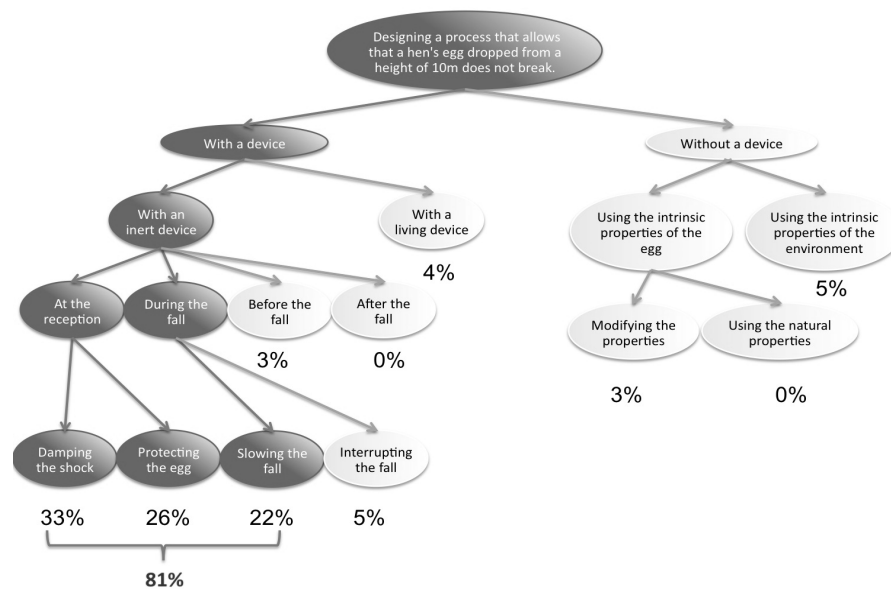 Designing a process that allows
that a hen's egg dropped from a
height of 10m does not break.
With a device
Without a device
With an
inert device
With a
living device
4%
Using the intrinsic
properties of the
egg
Using the intrinsic
properties of the
environment
5%
At the
reception
During the
fall
Before the
fall
3%
After the
fall
0%
Modifying the
properties
3%
Using the natural
properties
0%
Damping
the shock
33%
Protecting
the egg
26%
Slowing the
fall
22%
Interrupting
the fall
5%
81%